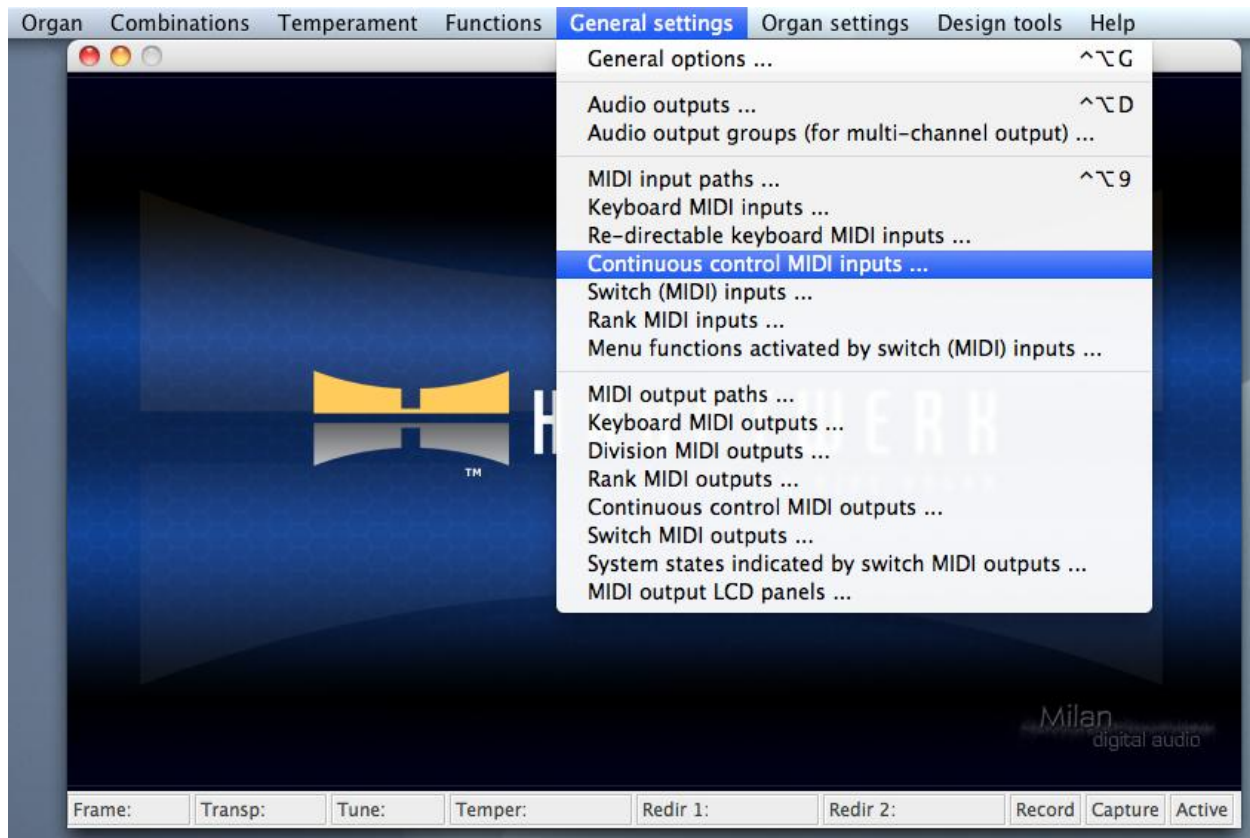 Organ Combinations Temperament Functions General settings Organ settings Design tools Help
General options ... ^⌥G
Audio outputs ... ^⌥D
Audio output groups (for multi-channel output) ...
MIDI input paths ... ^⌥9
Keyboard MIDI inputs ...
Re-directable keyboard MIDI inputs ...
Continuous control MIDI inputs ...
Switch (MIDI) inputs ...
Rank MIDI inputs ...
Menu functions activated by switch (MIDI) inputs ...
MIDI output paths ...
Keyboard MIDI outputs ...
Division MIDI outputs ...
Rank MIDI outputs ...
Continuous control MIDI outputs ...
Switch MIDI outputs ...
System states indicated by switch MIDI outputs ...
MIDI output LCD panels ...
TM
Milan
digital audio
Frame: Transp: Tune: Temper: Redir 1: Redir 2: Record Capture Active